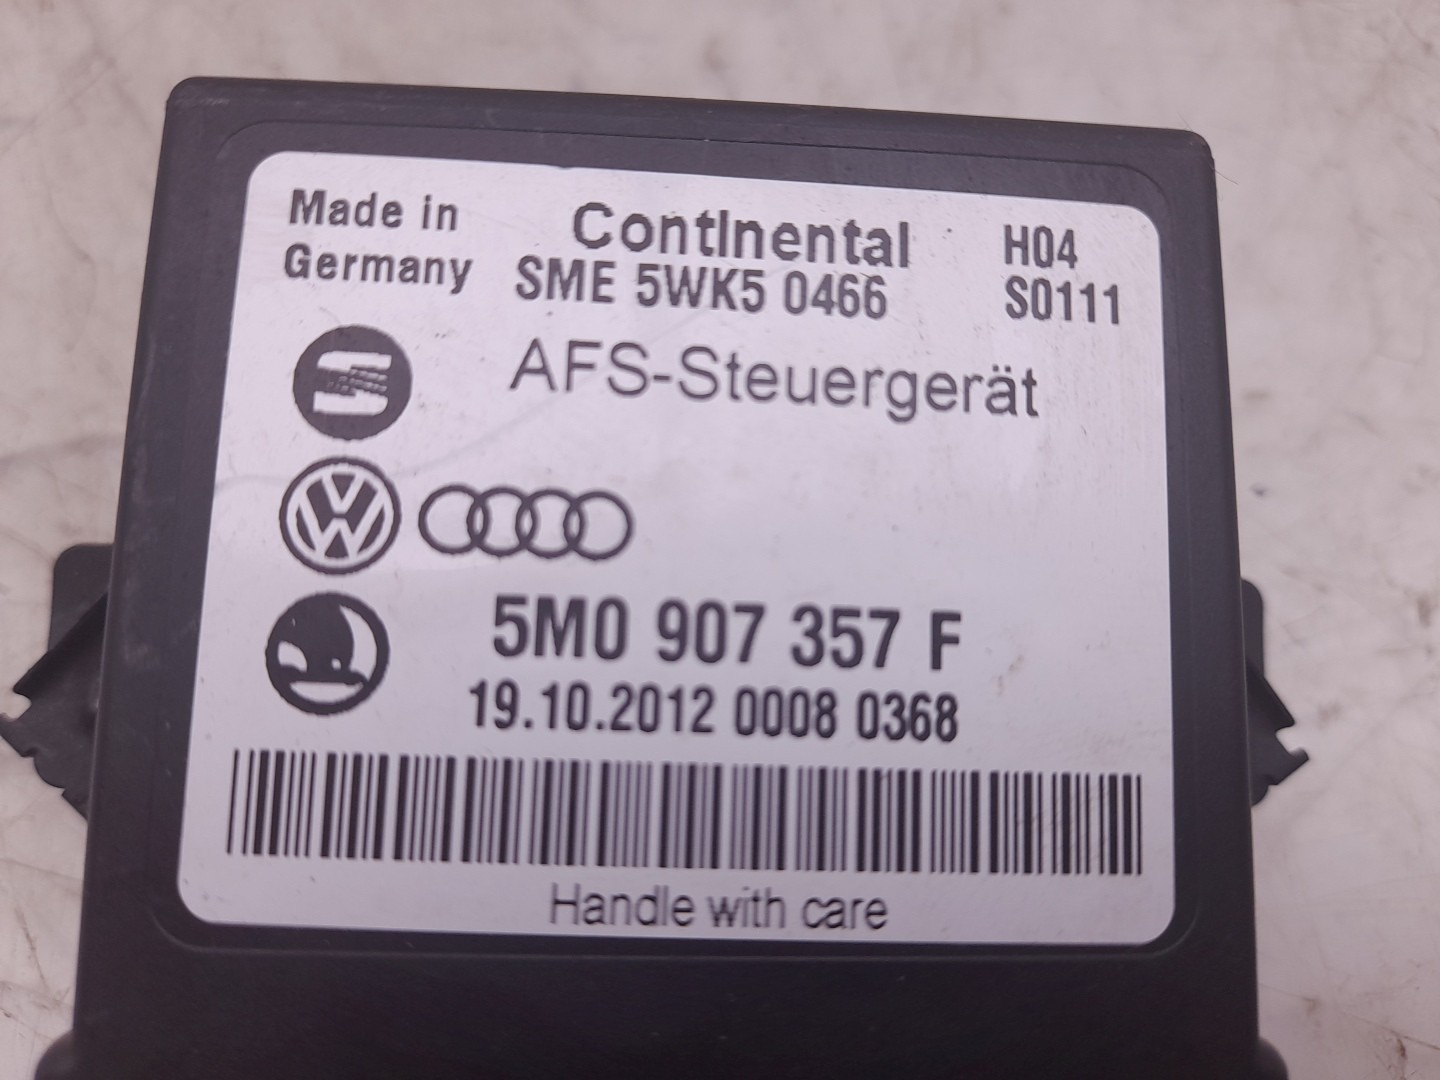 Made in
Germany
Continental
SME 5WK5 0466
H04
S0111
AFS-Steuergerät
5M0 907 357 F
19.10.2012 0008 0368
Handle with care